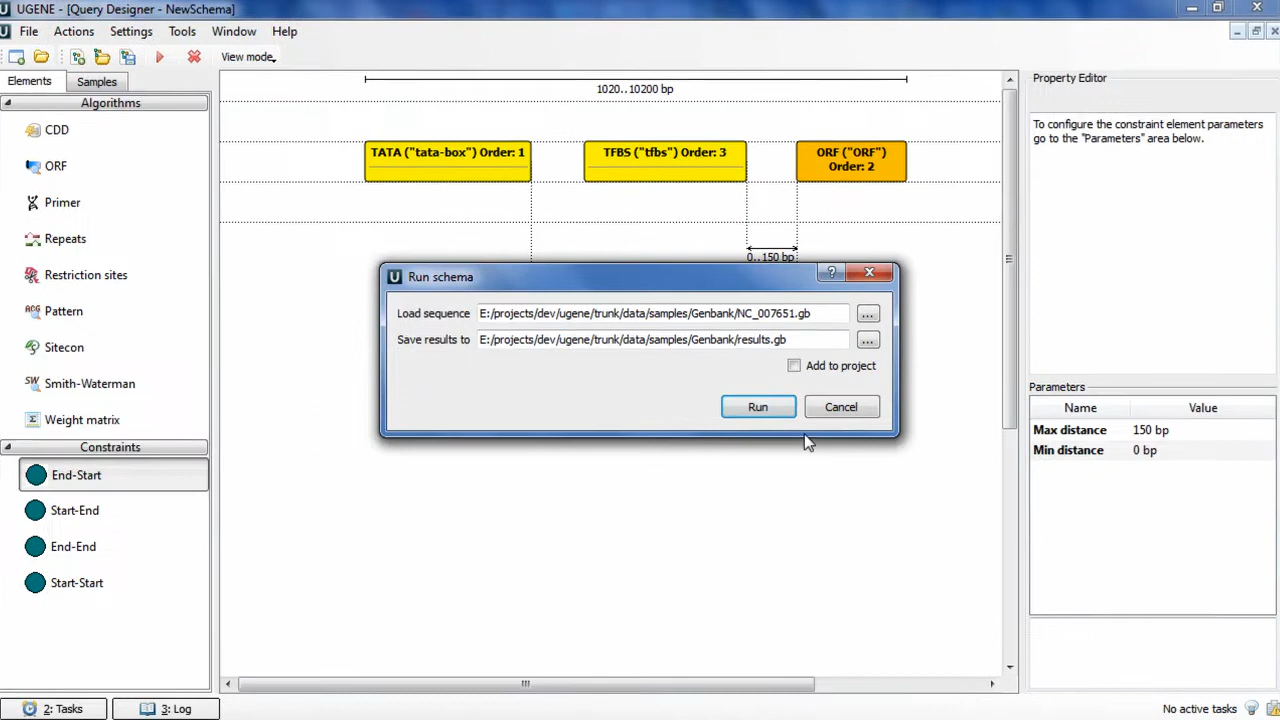 UGENE - [Query Designer - NewSchema]
File Actions Settings Tools Window Help
View mode
Elements Samples
Algorithms
CDD
ORF
Primer
Repeats
Restriction sites
Pattern
Sitecon
Smith-Waterman
Weight matrix
Constraints
End-Start
Start-End
End-End
Start-Start
1020..10200 bp
TATA ("tata-box") Order: 1
TFBS ("tfbs") Order: 3
ORF ("ORF")
Order: 2
0..150 bp
Run schema
Load sequence E:/projects/dev/ugene/trunk/data/samples/Genbank/NC_007651.gb ...
Save results to E:/projects/dev/ugene/trunk/data/samples/Genbank/results.gb ...
Add to project
Run Cancel
Property Editor
To configure the constraint element parameters
go to the "Parameters" area below.
Parameters
Name Value
Max distance 150 bp
Min distance 0 bp
2: Tasks 3: Log No active tasks